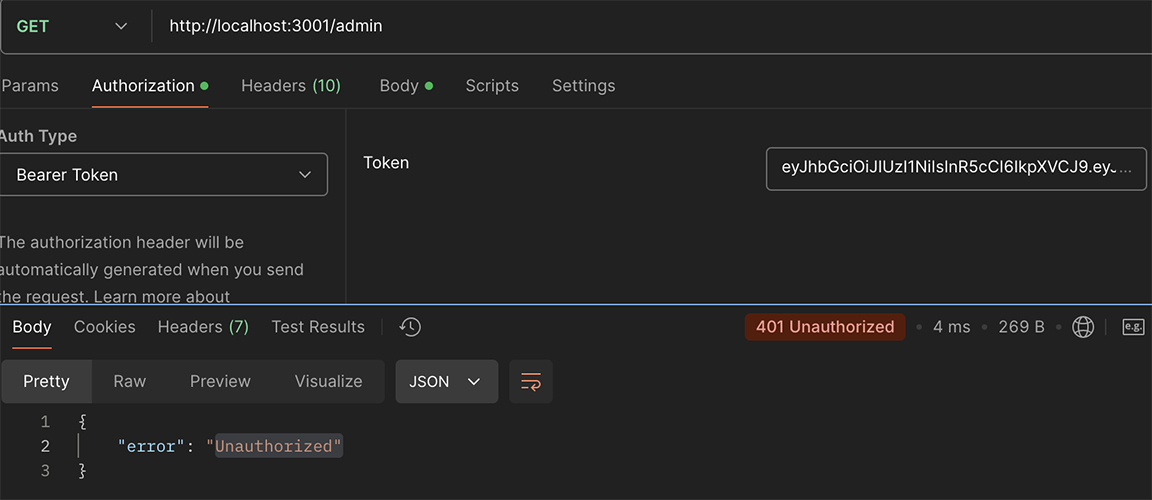 GET http://localhost:3001/admin
Params Authorization Headers (10) Body Scripts Settings
Auth Type
Bearer Token
Token
eyJhbGciOiJIUzI1NiIsInR5cCI6IkpXVCJ9.eyJ...
The authorization header will be
automatically generated when you send
the request. Learn more about
Body Cookies Headers (7) Test Results 401 Unauthorized • 4 ms • 269 B e.g.
Pretty Raw Preview Visualize JSON
1 {
2 "error": "Unauthorized"
3 }